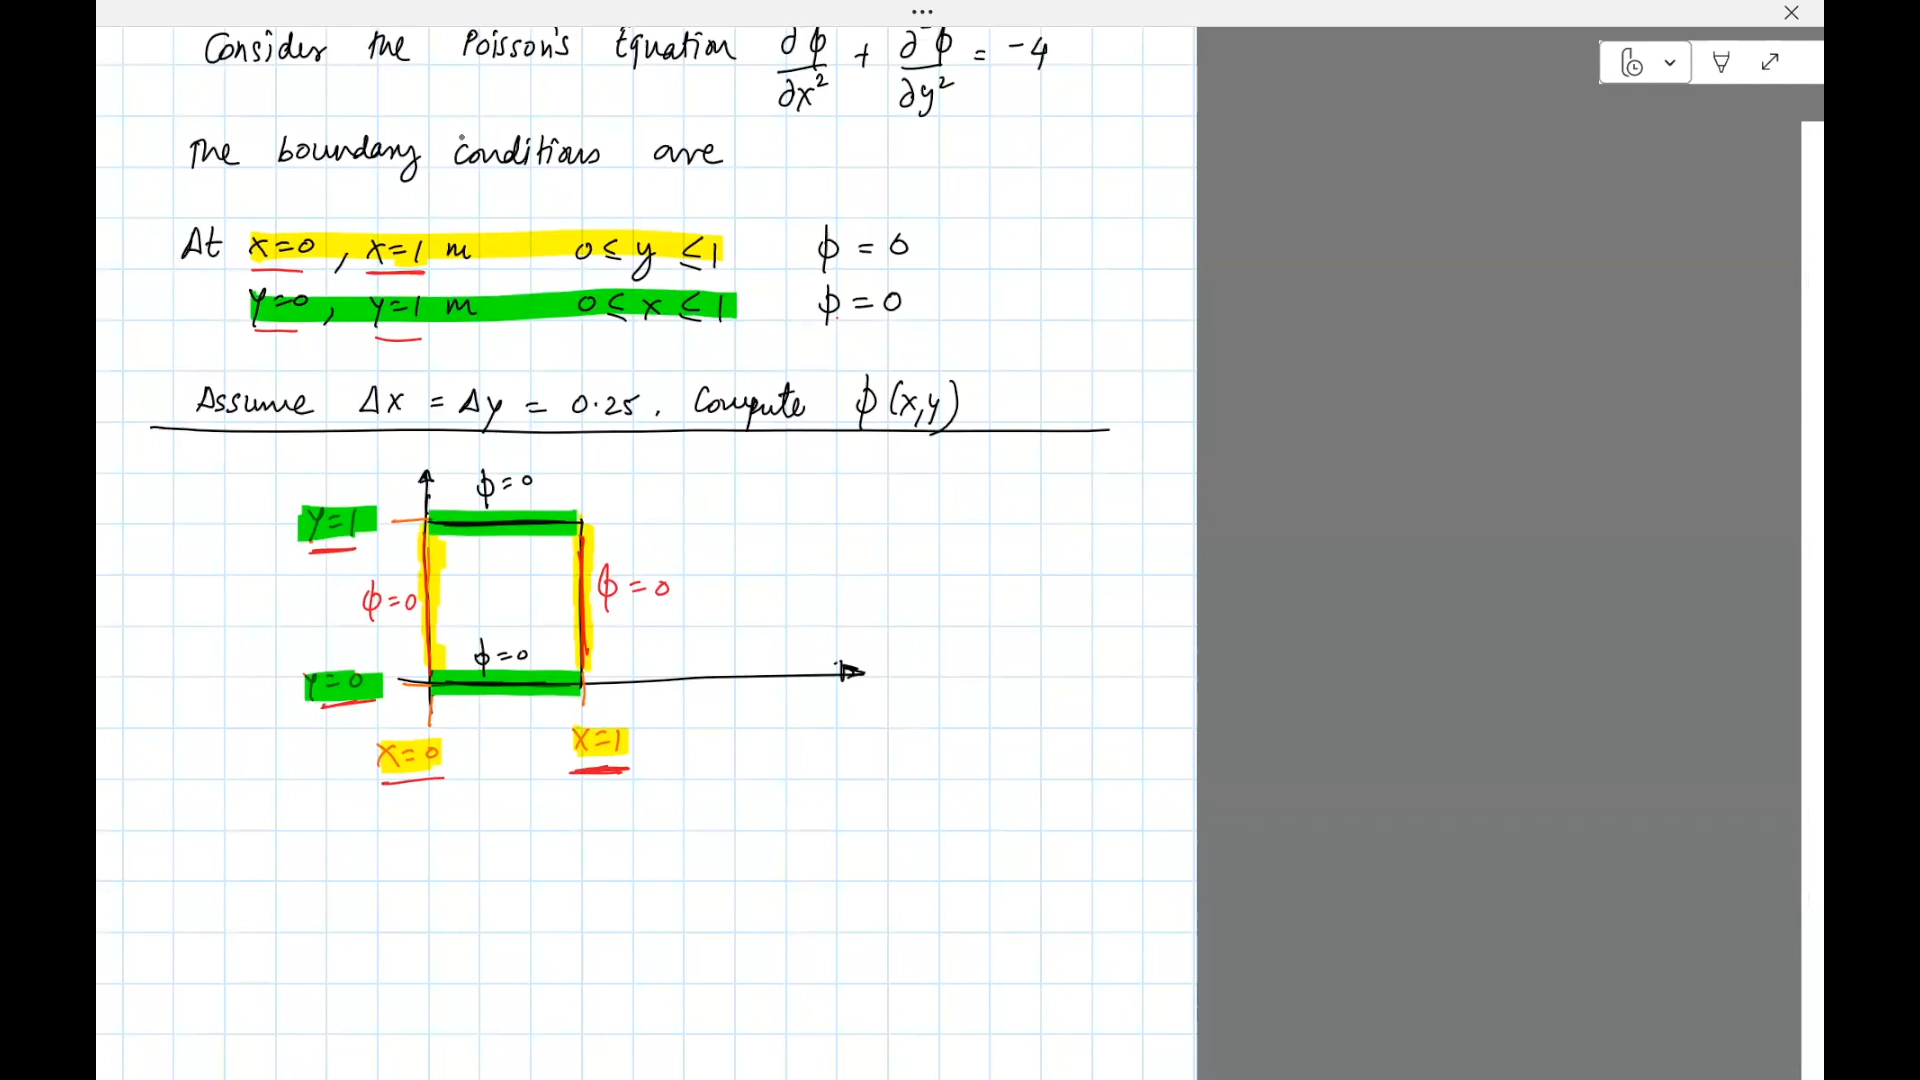 Consider the Poisson's Equation ∂²ϕ/∂x² + ∂²ϕ/∂y² = -4
The boundary conditions are
At x=0, x=1 m 0 ≤ y ≤ 1 ϕ = 0
y=0, y=1 m 0 ≤ x ≤ 1 ϕ = 0
Assume Δx = Δy = 0.25. Compute ϕ(x,y)
ϕ=0
y=1
ϕ=0 ϕ=0
ϕ=0
y=0
x=0 x=1